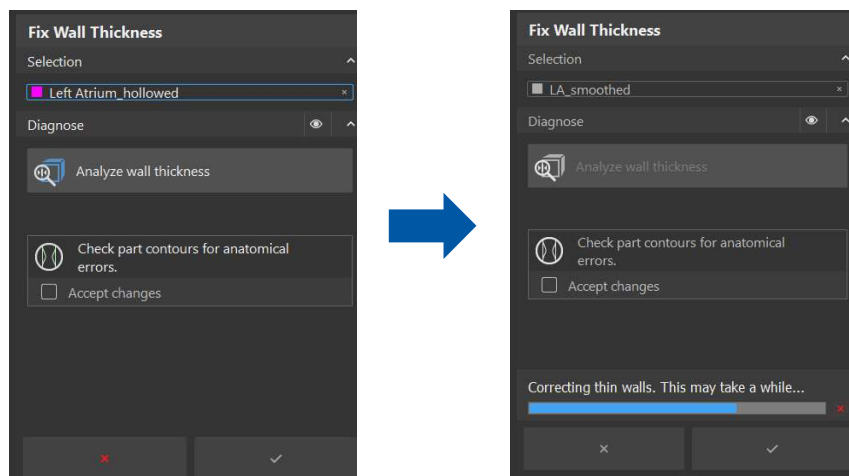 Fix Wall Thickness
Selection
Left Atrium_hollowed
Diagnose
Analyze wall thickness
Check part contours for anatomical
errors.
Accept changes
Fix Wall Thickness
Selection
LA_smoothed
Diagnose
Analyze wall thickness
Check part contours for anatomical
errors.
Accept changes
Correcting thin walls. This may take a while...